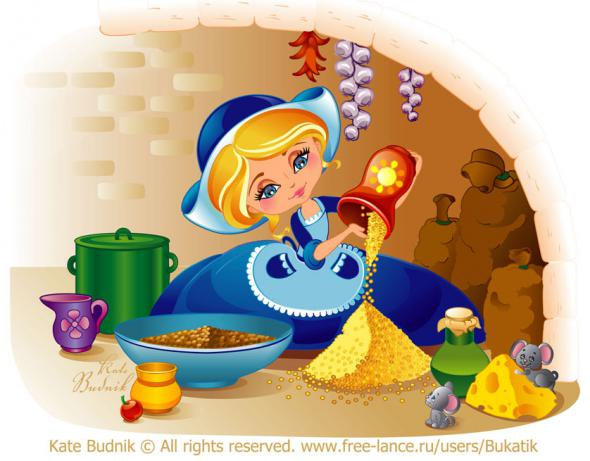 Kate
Budnik
Kate Budnik © All rights reserved. www.free-lance.ru/users/Bukatik